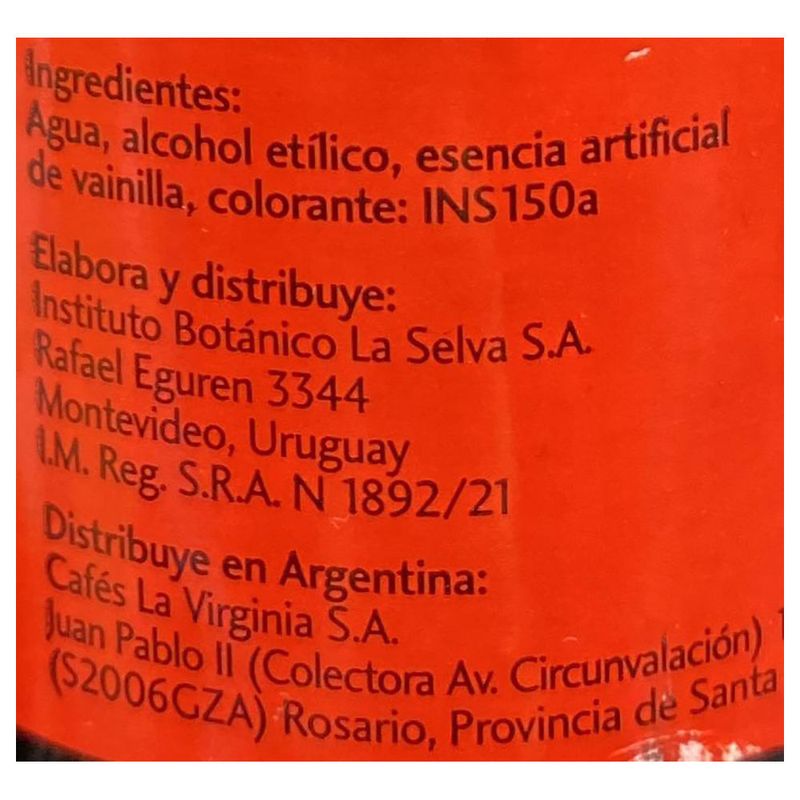 Ingredientes:
Agua, alcohol etílico, esencia artificial
de vainilla, colorante: INS150a
Elabora y distribuye:
Instituto Botánico La Selva S.A.
Rafael Eguren 3344
Montevideo, Uruguay
I.M. Reg. S.R.A. N 1892/21
Distribuye en Argentina:
Cafés La Virginia S.A.
Juan Pablo II (Colectora Av. Circunvalación)
(S2006GZA) Rosario, Provincia de Santa